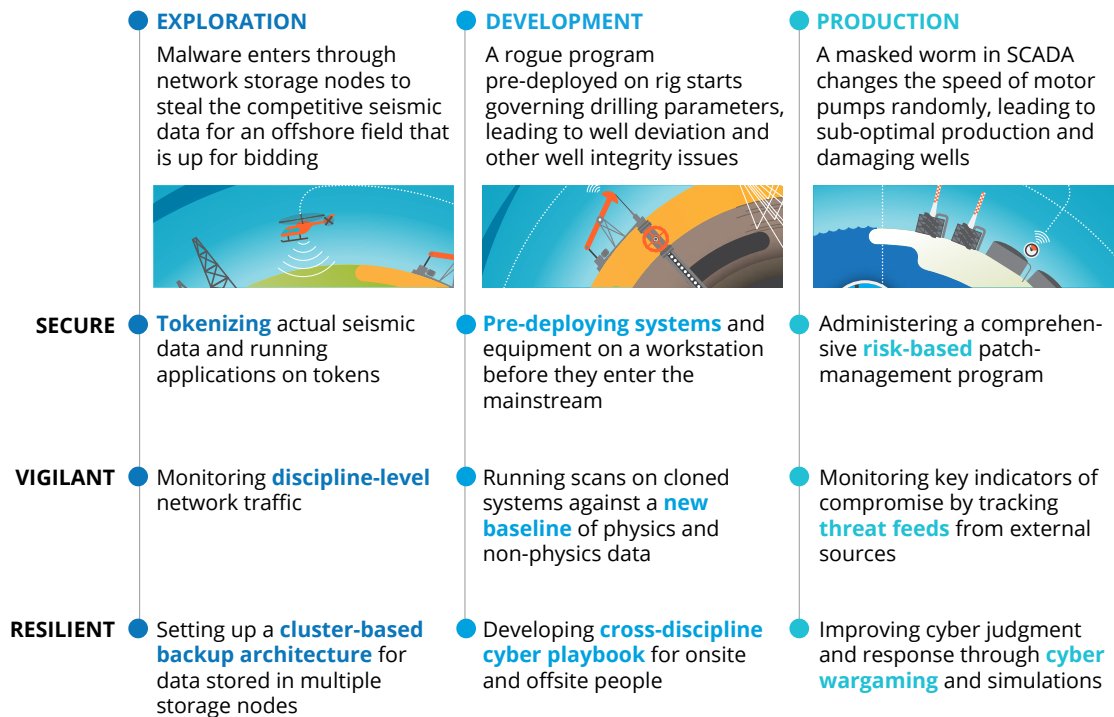 EXPLORATION
Malware enters through
network storage nodes to
steal the competitive seismic
data for an offshore field that
is up for bidding
DEVELOPMENT
A rogue program
pre-deployed on rig starts
governing drilling parameters,
leading to well deviation and
other well integrity issues
PRODUCTION
A masked worm in SCADA
changes the speed of motor
pumps randomly, leading to
sub-optimal production and
damaging wells
SECURE
Tokenizing actual seismic
data and running
applications on tokens
Pre-deploying systems and
equipment on a workstation
before they enter the
mainstream
Administering a comprehen-
sive risk-based patch-
management program
VIGILANT
Monitoring discipline-level
network traffic
Running scans on cloned
systems against a new
baseline of physics and
non-physics data
Monitoring key indicators of
compromise by tracking
threat feeds from external
sources
RESILIENT
Setting up a cluster-based
backup architecture for
data stored in multiple
storage nodes
Developing cross-discipline
cyber playbook for onsite
and offsite people
Improving cyber judgment
and response through cyber
wargaming and simulations